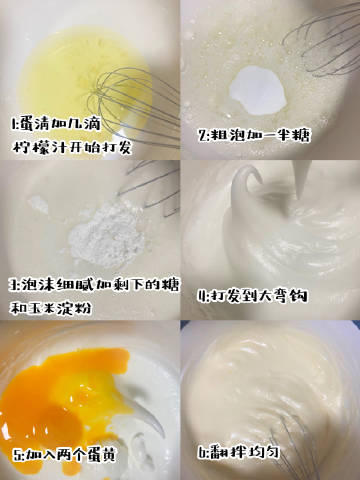 1:蛋清加几滴
柠檬汁开始打发
2:粗泡加一半糖
3:泡沫细腻加剩下的糖
和玉米淀粉
4:打发到大弯钩
5:加入两个蛋黄
6:翻拌均匀